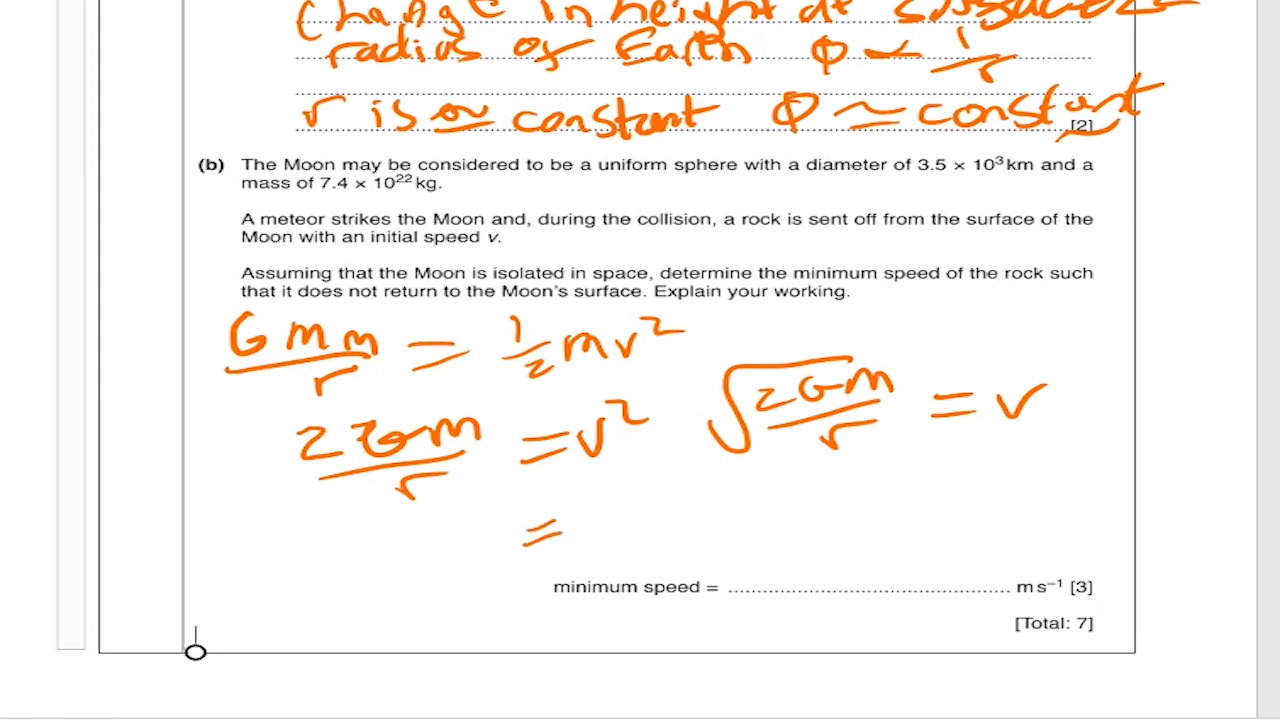 change in height at surface
radius of Earth Φ ∝ 1/r
r is ≈ constant Φ ≃ constant
[2]
(b) The Moon may be considered to be a uniform sphere with a diameter of 3.5 × 10³ km and a
mass of 7.4 × 10²² kg.
A meteor strikes the Moon and, during the collision, a rock is sent off from the surface of the
Moon with an initial speed v.
Assuming that the Moon is isolated in space, determine the minimum speed of the rock such
that it does not return to the Moon's surface. Explain your working.
GMm/r = 1/2 mv²
2GM/r = v² √(2GM/r) = v
=
minimum speed = .............................................. m s⁻¹ [3]
[Total: 7]